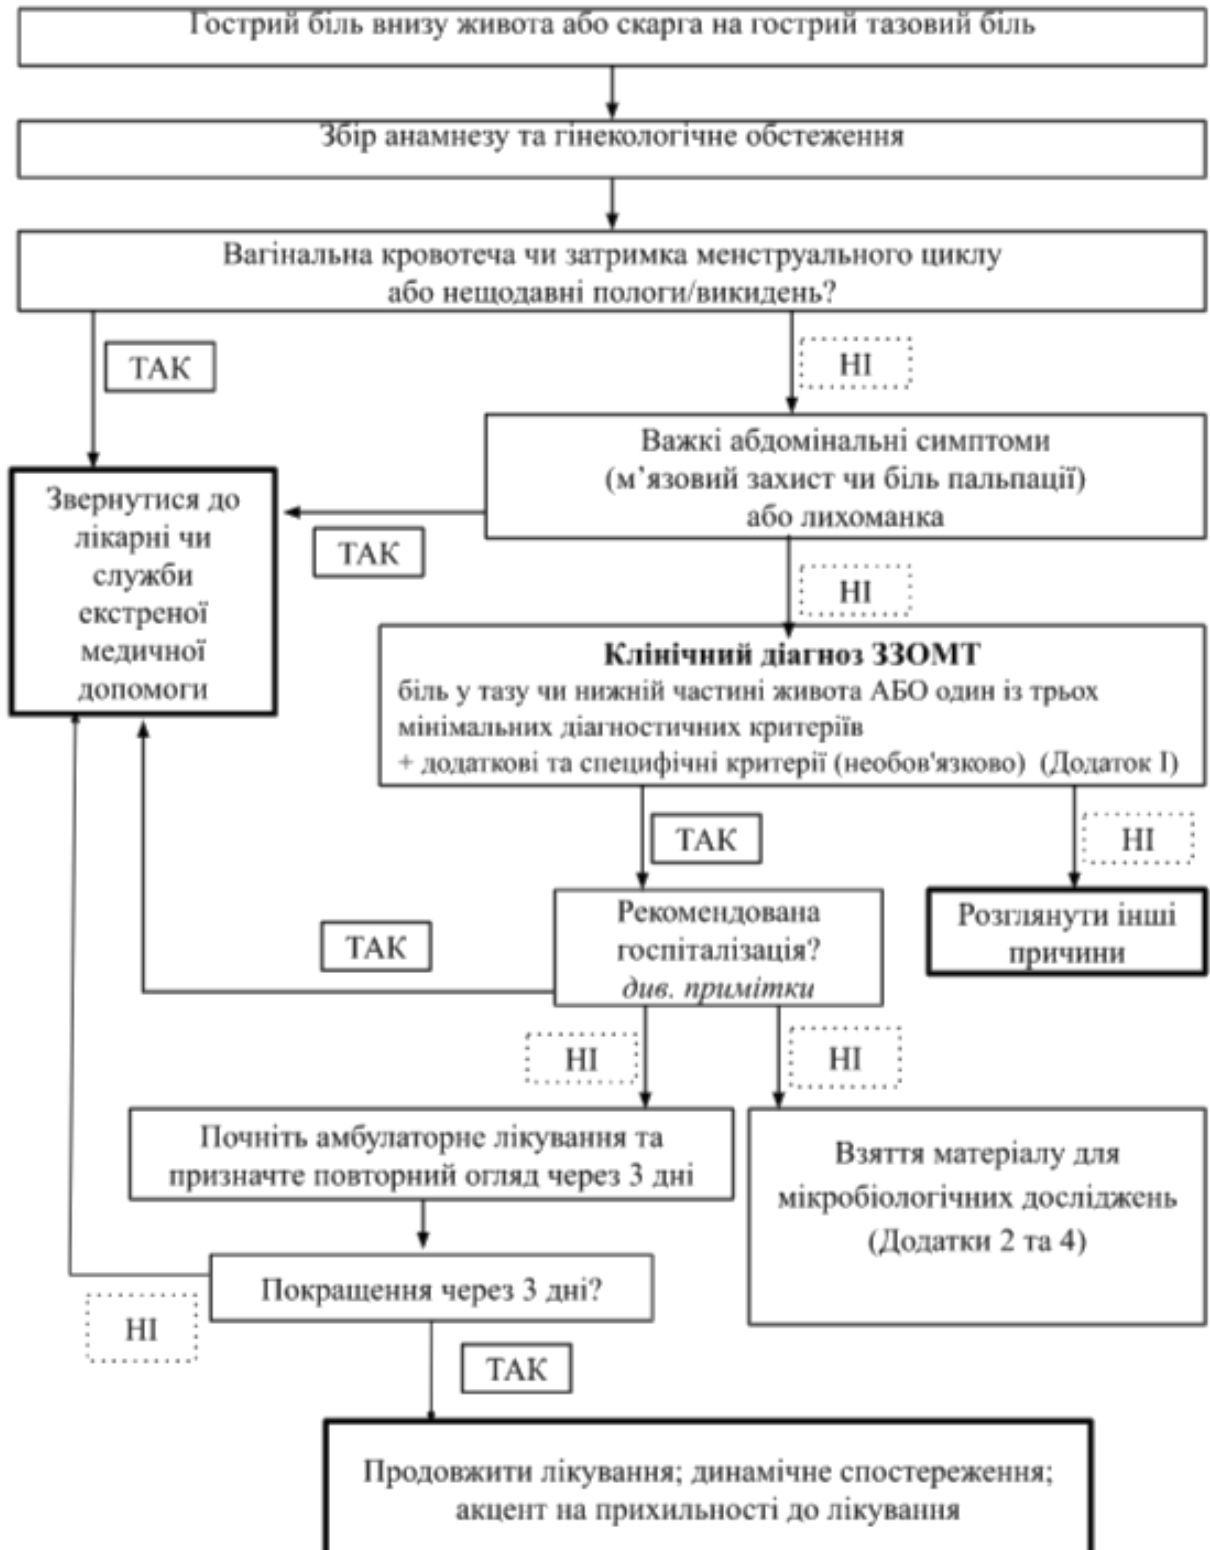 Гострий біль внизу живота або скарга на гострий тазовий біль
Збір анамнезу та гінекологічне обстеження
Вагінальна кровотеча чи затримка менструального циклу
або нещодавні пологи/викидень?
ТАК
НІ
Важкі абдомінальні симптоми
(м’язовий захист чи біль пальпації)
або лихоманка
Звернутися до
лікарні чи
служби
екстреної
медичної
допомоги
ТАК
НІ
Клінічний діагноз ЗЗОМТ
біль у тазу чи нижній частині живота АБО один із трьох
мінімальних діагностичних критеріїв
+ додаткові та специфічні критерії (необов'язково) (Додаток I)
ТАК
НІ
Рекомендована
госпіталізація?
див. примітки
Розглянути інші
причини
ТАК
НІ
НІ
Почніть амбулаторне лікування та
призначте повторний огляд через 3 дні
Взяття матеріалу для
мікробіологічних досліджень
(Додатки 2 та 4)
Покращення через 3 дні?
НІ
ТАК
Продовжити лікування; динамічне спостереження;
акцент на прихильності до лікування